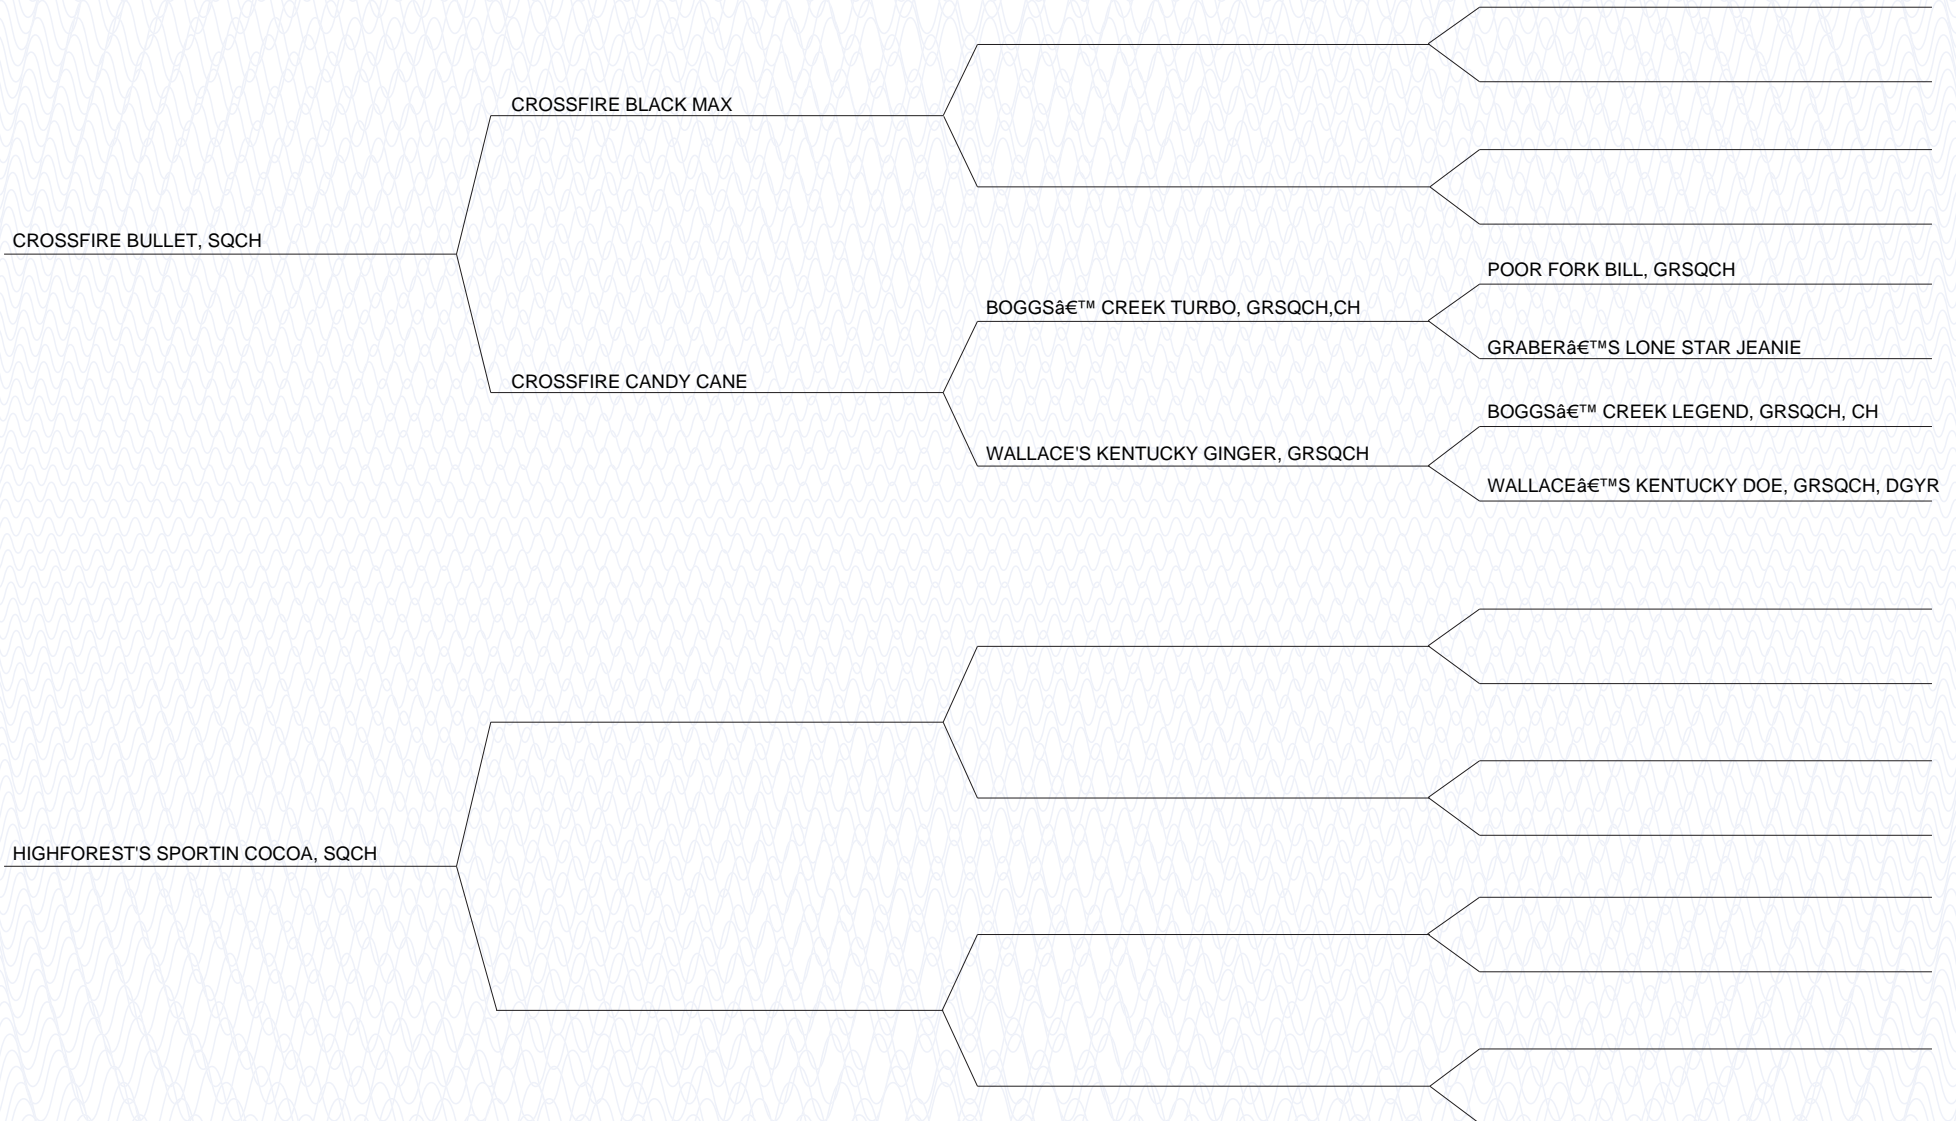 CROSSFIRE BLACK MAX
CROSSFIRE BULLET, SQCH
POOR FORK BILL, GRSQCH
BOGGSâ€™ CREEK TURBO, GRSQCH,CH
GRABERâ€™S LONE STAR JEANIE
CROSSFIRE CANDY CANE
BOGGSâ€™ CREEK LEGEND, GRSQCH, CH
WALLACE'S KENTUCKY GINGER, GRSQCH
WALLACEâ€™S KENTUCKY DOE, GRSQCH, DGYR
HIGHFOREST'S SPORTIN COCOA, SQCH